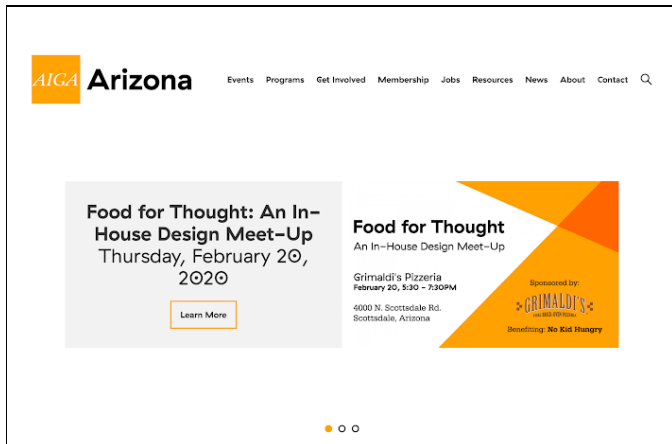 AIGA Arizona
Events Programs Get Involved Membership Jobs Resources News About Contact
Food for Thought: An In-
House Design Meet-Up
Thursday, February 20,
2020
Learn More
Food for Thought
An In-House Design Meet-Up
Grimaldi's Pizzeria
February 20, 5:30 - 7:30PM
4000 N. Scottsdale Rd.
Scottsdale, Arizona
Sponsored by:
GRIMALDI'S
Benefiting: No Kid Hungry